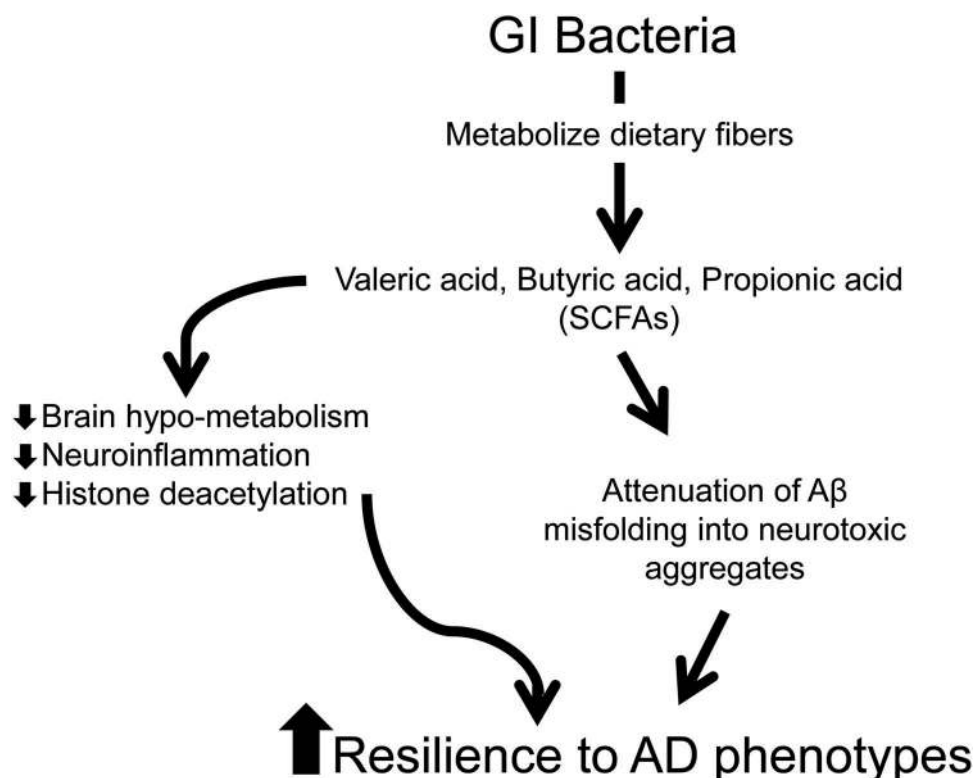 GI Bacteria
Metabolize dietary fibers
Valeric acid, Butyric acid, Propionic acid
(SCFAs)
Brain hypo-metabolism
Neuroinflammation
Histone deacetylation
Attenuation of Aβ
misfolding into neurotoxic
aggregates
Resilience to AD phenotypes